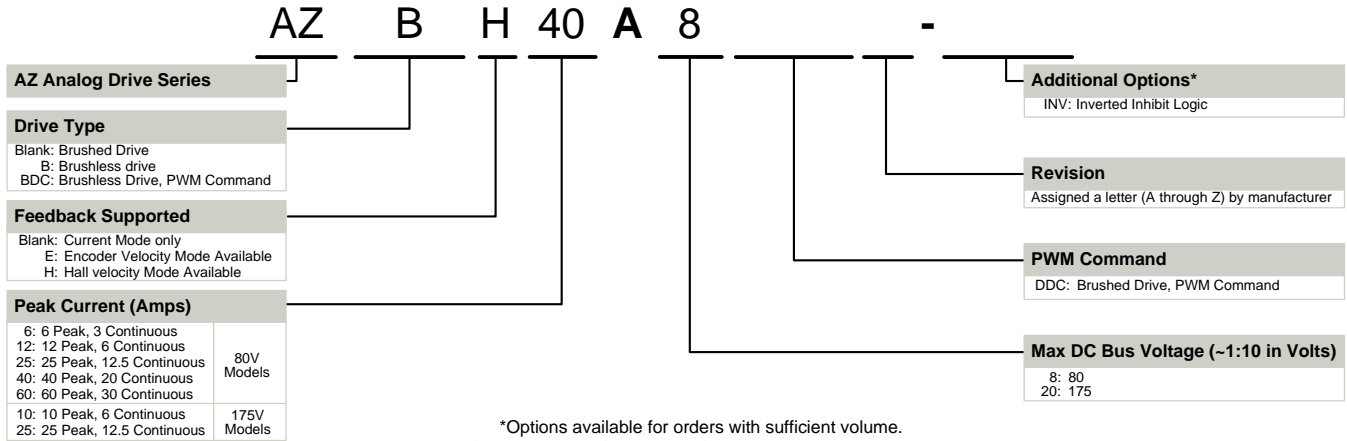 AZ B H 40 A 8 -
AZ Analog Drive Series
Drive Type
Blank: Brushed Drive
B: Brushless drive
BDC: Brushless Drive, PWM Command
Feedback Supported
Blank: Current Mode only
E: Encoder Velocity Mode Available
H: Hall velocity Mode Available
Peak Current (Amps)
6: 6 Peak, 3 Continuous
12: 12 Peak, 6 Continuous
25: 25 Peak, 12.5 Continuous
40: 40 Peak, 20 Continuous
60: 60 Peak, 30 Continuous
80V
Models
10: 10 Peak, 6 Continuous
25: 25 Peak, 12.5 Continuous
175V
Models
Additional Options*
INV: Inverted Inhibit Logic
Revision
Assigned a letter (A through Z) by manufacturer
PWM Command
DDC: Brushed Drive, PWM Command
Max DC Bus Voltage (~1:10 in Volts)
8: 80
20: 175
*Options available for orders with sufficient volume.